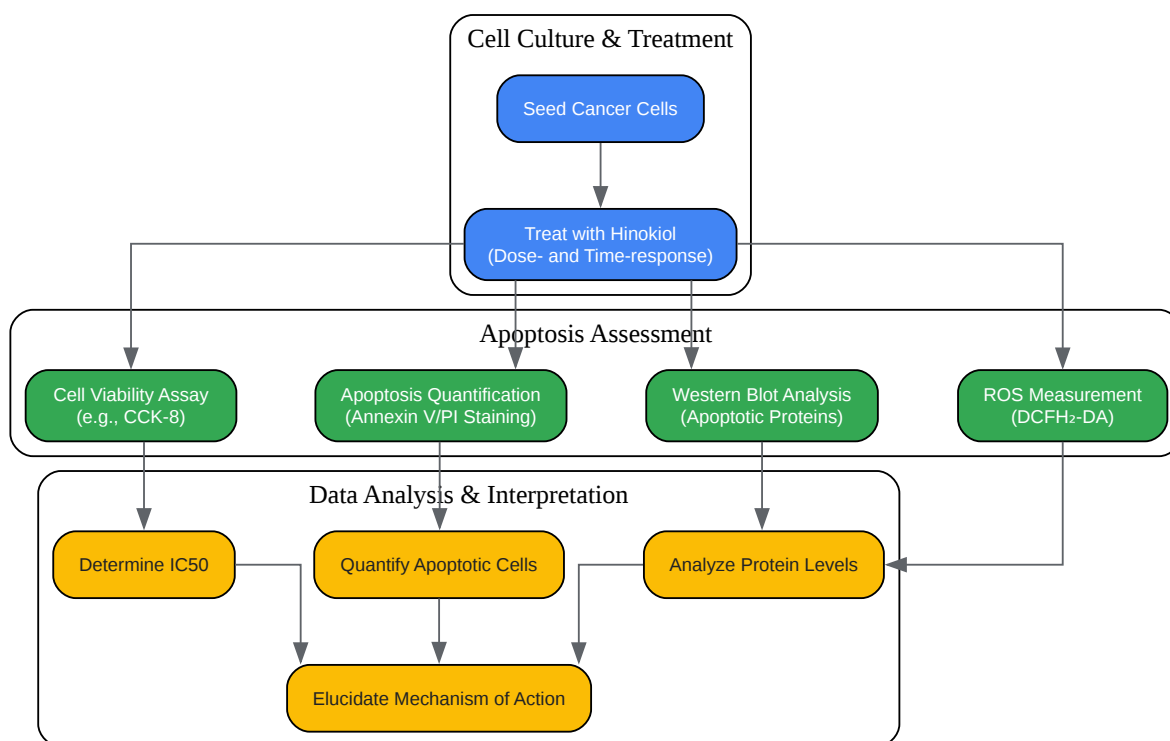 Cell Culture & Treatment
Seed Cancer Cells
Treat with Hinokiol
(Dose- and Time-response)
Apoptosis Assessment
Cell Viability Assay
(e.g., CCK-8)
Apoptosis Quantification
(Annexin V/PI Staining)
Western Blot Analysis
(Apoptotic Proteins)
ROS Measurement
(DCFH₂-DA)
Data Analysis & Interpretation
Determine IC50
Quantify Apoptotic Cells
Analyze Protein Levels
Elucidate Mechanism of Action